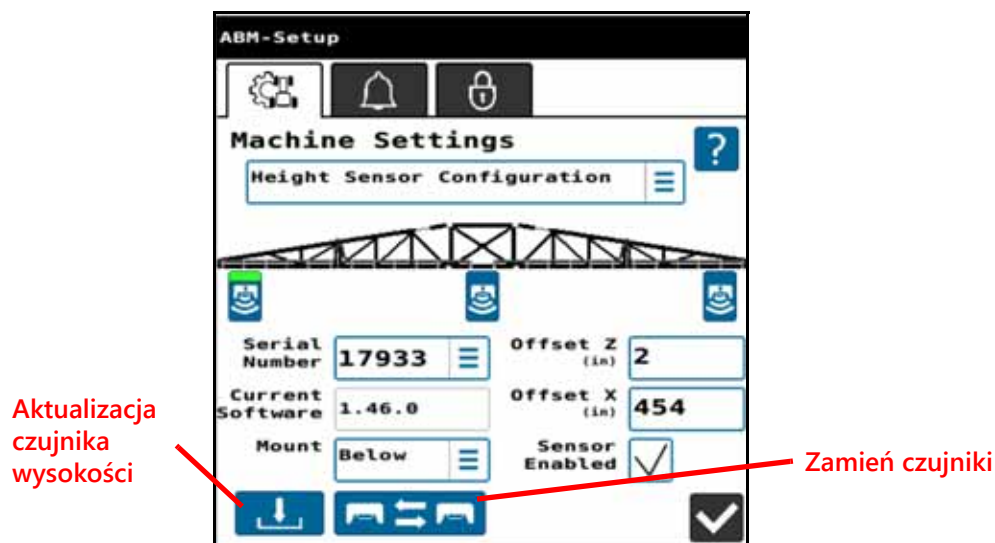 ABM-Setup
Machine Settings
?
Height Sensor Configuration
Serial Number 17933
Offset Z (in) 2
Current Software 1.46.0
Offset X (in) 454
Mount Below
Sensor Enabled
Aktualizacja
czujnika
wysokości
Zamień czujniki